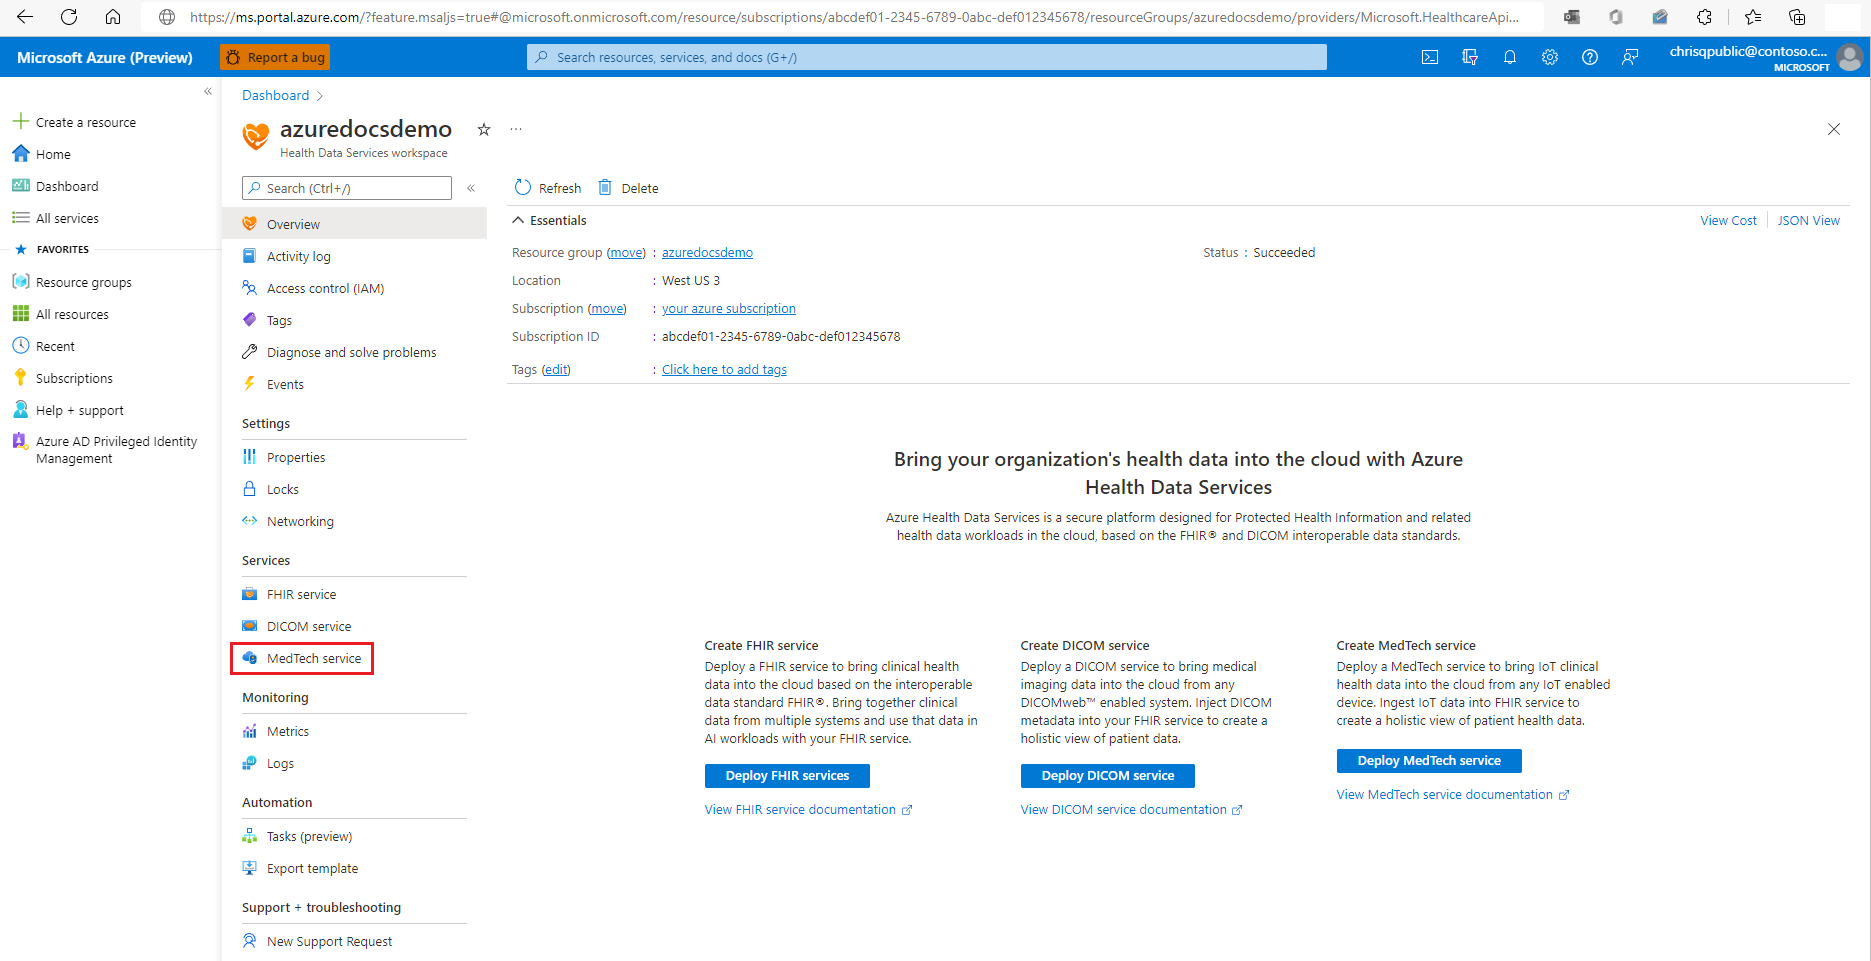 https://ms.portal.azure.com/?feature.msaljs=true#@microsoft.onmicrosoft.com/resource/subscriptions/abcdef01-2345-6789-0abc-def012345678/resourceGroups/azuredocsdemo/providers/Microsoft.HealthcareApi...
Microsoft Azure (Preview)
Report a bug
Search resources, services, and docs (G+/)
chrisqpublic@contoso.c...
MICROSOFT
Create a resource
Home
Dashboard
All services
FAVORITES
Resource groups
All resources
Recent
Subscriptions
Help + support
Azure AD Privileged Identity
Management
Dashboard
azuredocsdemo
Health Data Services workspace
Search (Ctrl+/)
Overview
Activity log
Access control (IAM)
Tags
Diagnose and solve problems
Events
Settings
Properties
Locks
Networking
Services
FHIR service
DICOM service
MedTech service
Monitoring
Metrics
Logs
Automation
Tasks (preview)
Export template
Support + troubleshooting
New Support Request
Refresh
Delete
Essentials
View Cost
JSON View
Resource group (move) : azuredocsdemo
Status : Succeeded
Location : West US 3
Subscription (move) : your azure subscription
Subscription ID : abcdef01-2345-6789-0abc-def012345678
Tags (edit) : Click here to add tags
Bring your organization's health data into the cloud with Azure
Health Data Services
Azure Health Data Services is a secure platform designed for Protected Health Information and related
health data workloads in the cloud, based on the FHIR® and DICOM interoperable data standards.
Create FHIR service
Deploy a FHIR service to bring clinical health
data into the cloud based on the interoperable
data standard FHIR®. Bring together clinical
data from multiple systems and use that data in
AI workloads with your FHIR service.
Deploy FHIR services
View FHIR service documentation
Create DICOM service
Deploy a DICOM service to bring medical
imaging data into the cloud from any
DICOMweb™ enabled system. Inject DICOM
metadata into your FHIR service to create a
holistic view of patient data.
Deploy DICOM service
View DICOM service documentation
Create MedTech service
Deploy a MedTech service to bring IoT clinical
health data into the cloud from any IoT enabled
device. Ingest IoT data into FHIR service to
create a holistic view of patient health data.
Deploy MedTech service
View MedTech service documentation